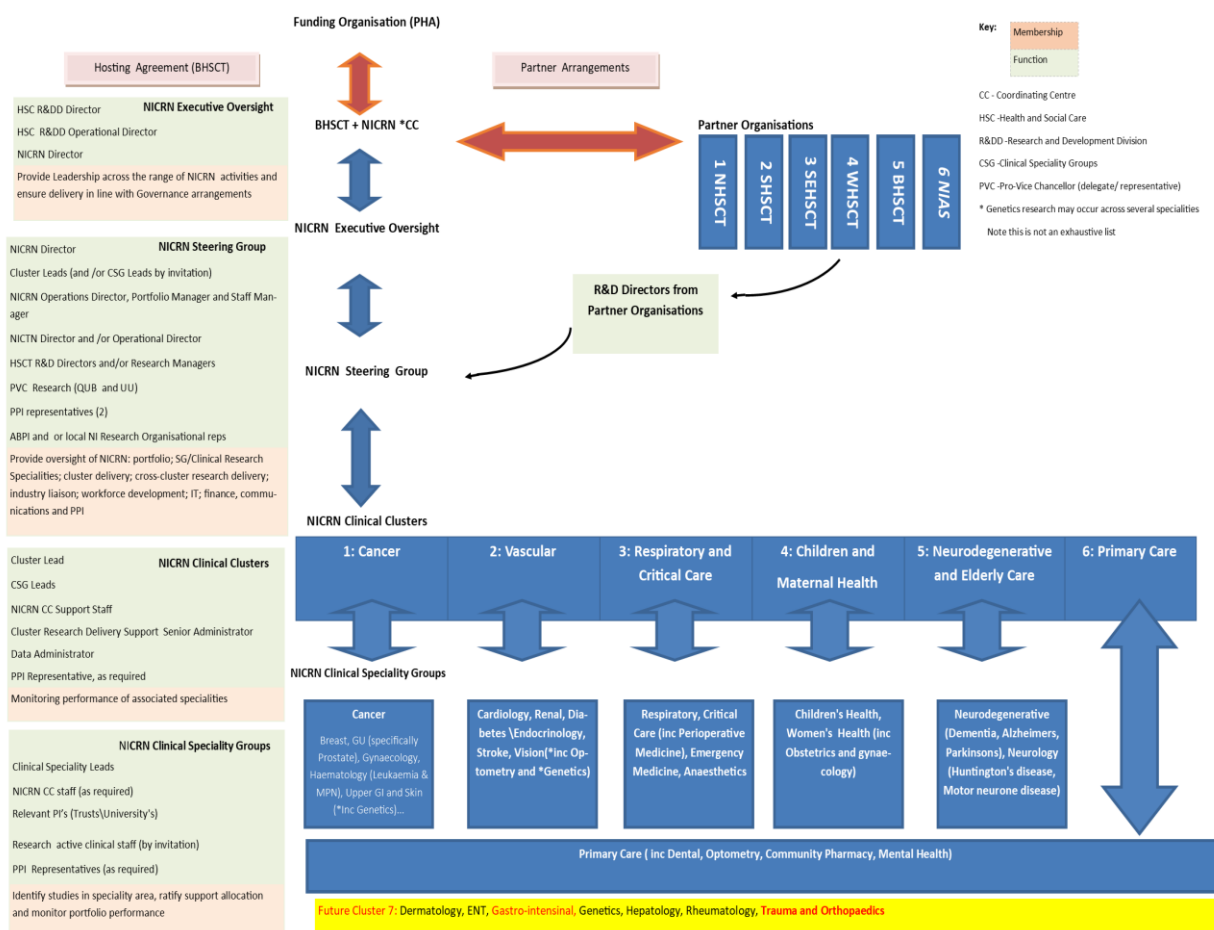 Funding Organisation (PHA)
Hosting Agreement (BHSCT)
Partner Arrangements
Key:
Membership
Function
CC - Coordinating Centre
HSC -Health and Social Care
R&DD -Research and Development Division
CSG -Clinical Speciality Groups
PVC -Pro-Vice Chancellor (delegate/ representative)
* Genetics research may occur across several specialities
Note this is not an exhaustive list
NICRN Executive Oversight
HSC R&DD Director
HSC R&DD Operational Director
NICRN Director
Provide Leadership across the range of NICRN activities and
ensure delivery in line with Governance arrangements
BHSCT + NICRN *CC
Partner Organisations
1 NHSCT
2 SHSCT
3 SEHSCT
4 WHSCT
5 BHSCT
6 NIAS
NICRN Executive Oversight
R&D Directors from
Partner Organisations
NICRN Steering Group
NICRN Steering Group
NICRN Director
Cluster Leads (and /or CSG Leads by invitation)
NICRN Operations Director, Portfolio Manager and Staff Man-
ager
NICTN Director and /or Operational Director
HSCT R&D Directors and/or Research Managers
PVC Research (QUB and UU)
PPI representatives (2)
ABPI and or local NI Research Organisational reps
Provide oversight of NICRN: portfolio; SG/Clinical Research
Specialities; cluster delivery; cross-cluster research delivery;
industry liaison; workforce development; IT; finance, commu-
nications and PPI
NICRN Clinical Clusters
1: Cancer
2: Vascular
3: Respiratory and
Critical Care
4: Children and
Maternal Health
5: Neurodegenerative
and Elderly Care
6: Primary Care
NICRN Clinical Clusters
Cluster Lead
CSG Leads
NICRN CC Support Staff
Cluster Research Delivery Support Senior Administrator
Data Administrator
PPI Representative, as required
Monitoring performance of associated specialities
NICRN Clinical Speciality Groups
Cancer
Breast, GU (specifically
Prostate), Gynaecology,
Haematology (Leukaemia &
MPN), Upper GI and Skin
(*Inc Genetics)...
Cardiology, Renal, Dia-
betes \Endocrinology,
Stroke, Vision(*inc Op-
tometry and *Genetics)
Respiratory, Critical
Care (inc Perioperative
Medicine), Emergency
Medicine, Anaesthetics
Children's Health,
Women's Health (inc
Obstetrics and gynae-
cology)
Neurodegenerative
(Dementia, Alzheimers,
Parkinsons), Neurology
(Huntington's disease,
Motor neurone disease)
NICRN Clinical Speciality Groups
Clinical Speciality Leads
NICRN CC staff (as required)
Relevant PI's (Trusts\University's)
Research active clinical staff (by invitation)
PPI Representatives (as required)
Identify studies in speciality area, ratify support allocation
and monitor portfolio performance
Primary Care ( inc Dental, Optometry, Community Pharmacy, Mental Health)
Future Cluster 7: Dermatology, ENT, Gastro-intensinal, Genetics, Hepatology, Rheumatology, Trauma and Orthopaedics